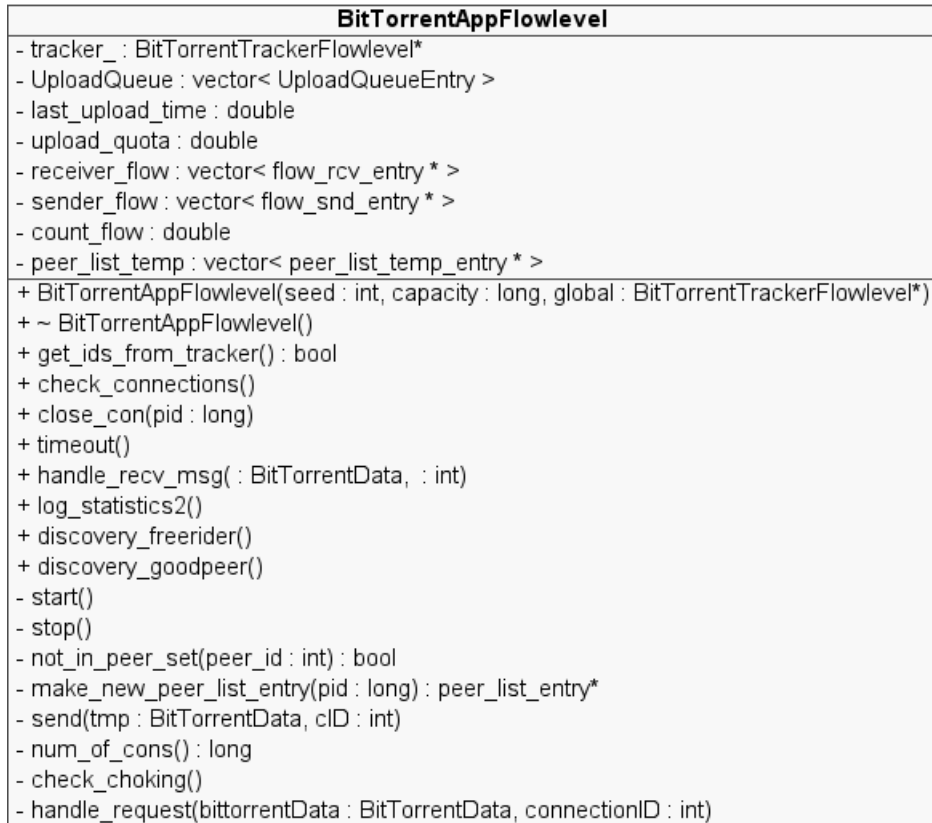 BitTorrentAppFlowlevel
- tracker_ : BitTorrentTrackerFlowlevel*
- UploadQueue : vector< UploadQueueEntry >
- last_upload_time : double
- upload_quota : double
- receiver_flow : vector< flow_rcv_entry * >
- sender_flow : vector< flow_snd_entry * >
- count_flow : double
- peer_list_temp : vector< peer_list_temp_entry * >
+ BitTorrentAppFlowlevel(seed : int, capacity : long, global : BitTorrentTrackerFlowlevel*)
+ ~ BitTorrentAppFlowlevel()
+ get_ids_from_tracker() : bool
+ check_connections()
+ close_con(pid : long)
+ timeout()
+ handle_recv_msg( : BitTorrentData, : int)
+ log_statistics2()
+ discovery_freerider()
+ discovery_goodpeer()
- start()
- stop()
- not_in_peer_set(peer_id : int) : bool
- make_new_peer_list_entry(pid : long) : peer_list_entry*
- send(tmp : BitTorrentData, cID : int)
- num_of_cons() : long
- check_choking()
- handle_request(bittorrentData : BitTorrentData, connectionID : int)